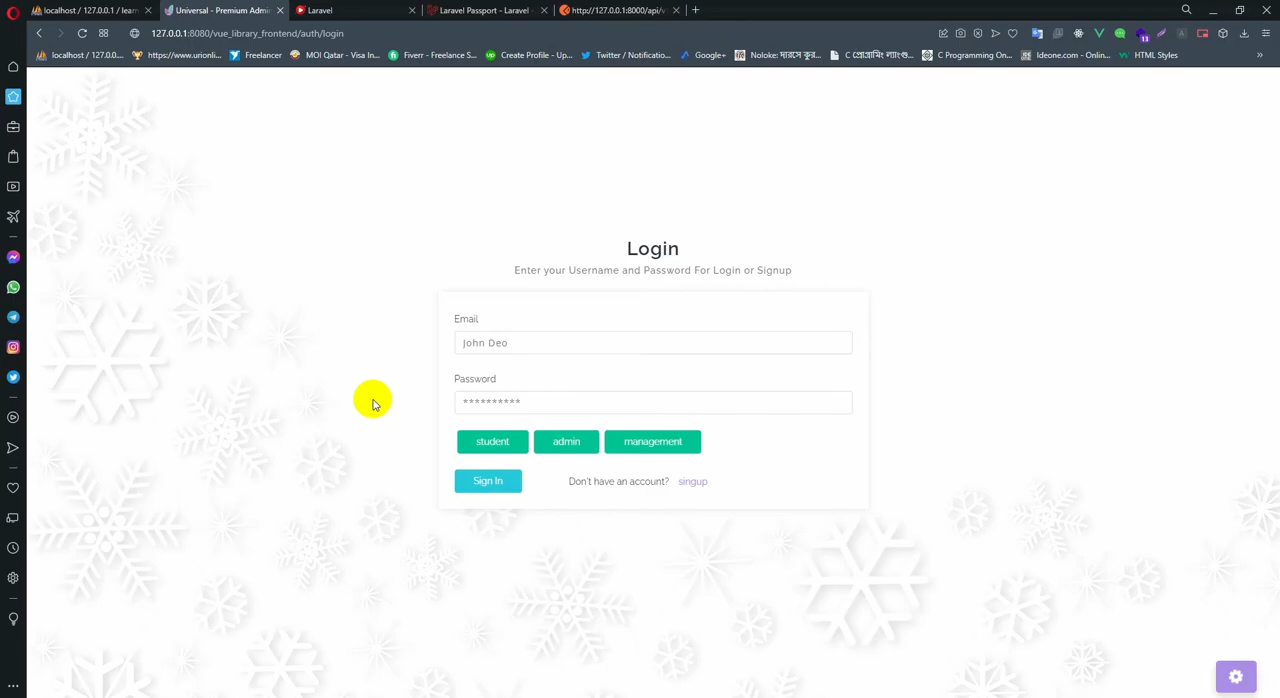 localhost / 127.0.0.1 / lear
Universal - Premium Admi
Laravel
Laravel Passport - Laravel
http://127.0.0.1:8000/api/v
127.0.0.1:8080/vue_library_frontend/auth/login
13
localhost / 127.0.0....
https://www.urionli...
Freelancer
MOI Qatar - Visa In...
Fiverr - Freelance S...
Create Profile - Up...
Twitter / Notificatio...
Google+
Noloke: দারসে কুর...
C প্রোগ্রামিং ল্যাংগু...
C Programming On...
Ideone.com - Onlin...
HTML Styles
Login
Enter your Username and Password For Login or Signup
Email
John Deo
Password
**********
student admin management
Sign In Don't have an account? singup